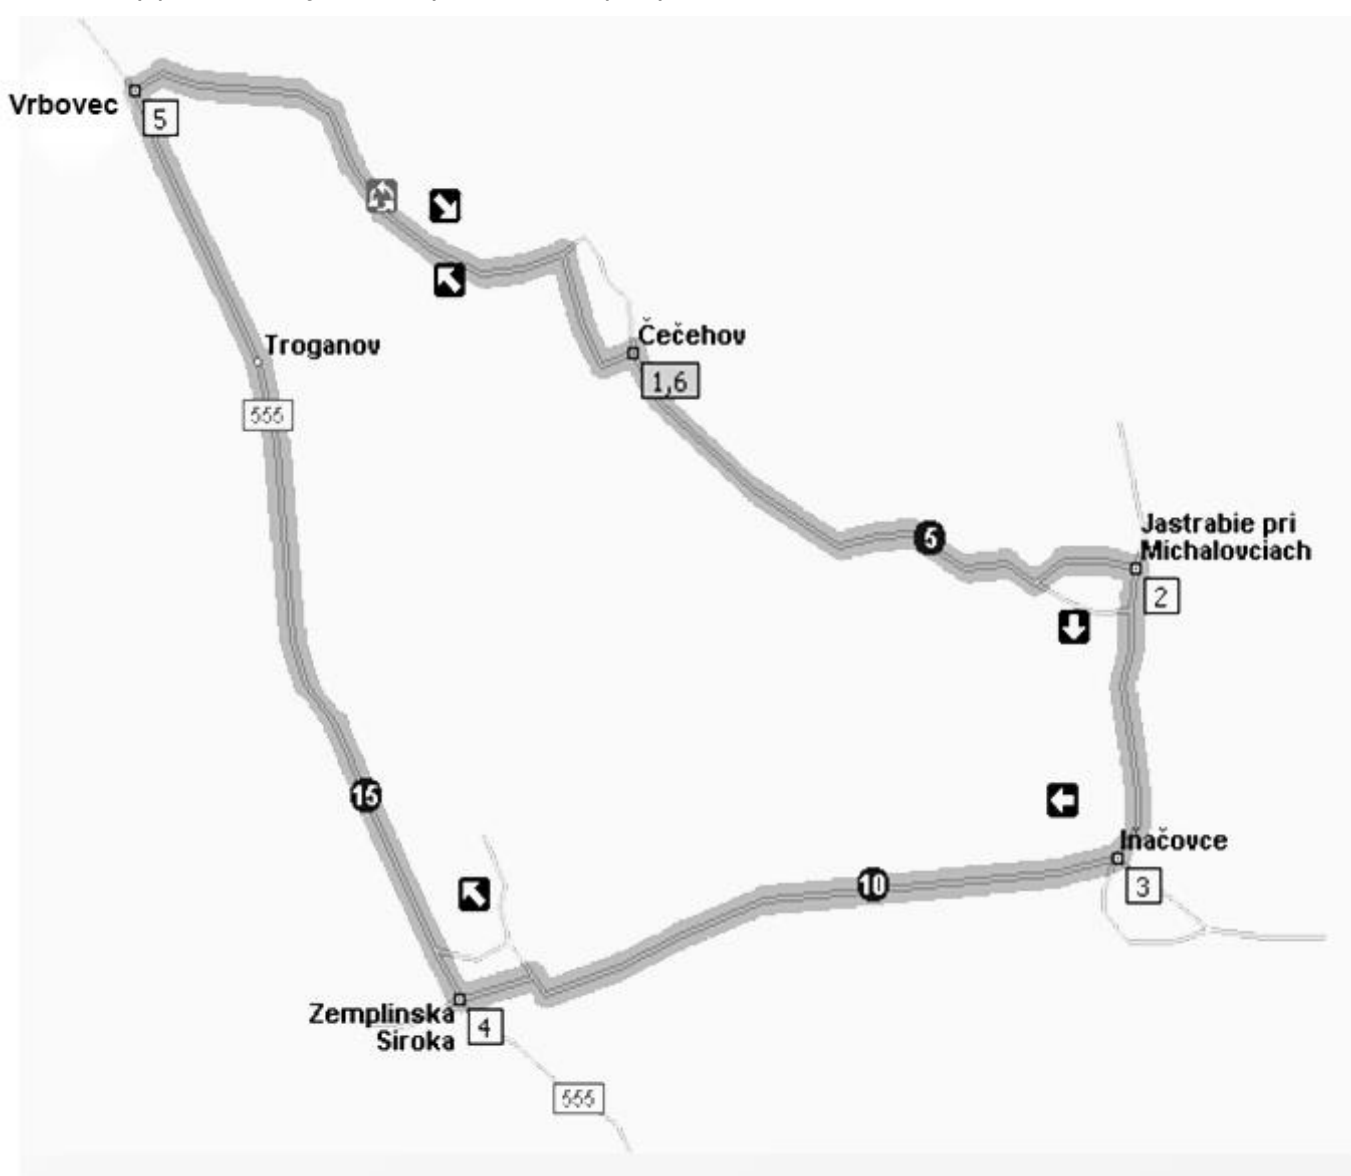 Vrbovec
5
Troganov
555
Čečehov
1,6
5
Jastrabie pri
Michalovciach
2
15
Iňačovce
10
3
Zemplinska
Siroka
4
555